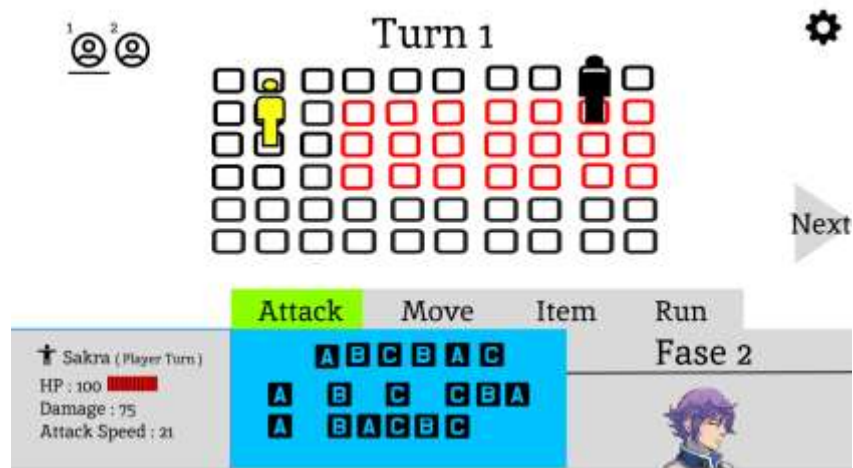 1 2
Turn 1
Next
Attack Move Item Run
Sakra ( Player Turn )
HP : 100
Damage : 75
Attack Speed : 21
A B C B A C
A B C C B A
A B A C B C
Fase 2